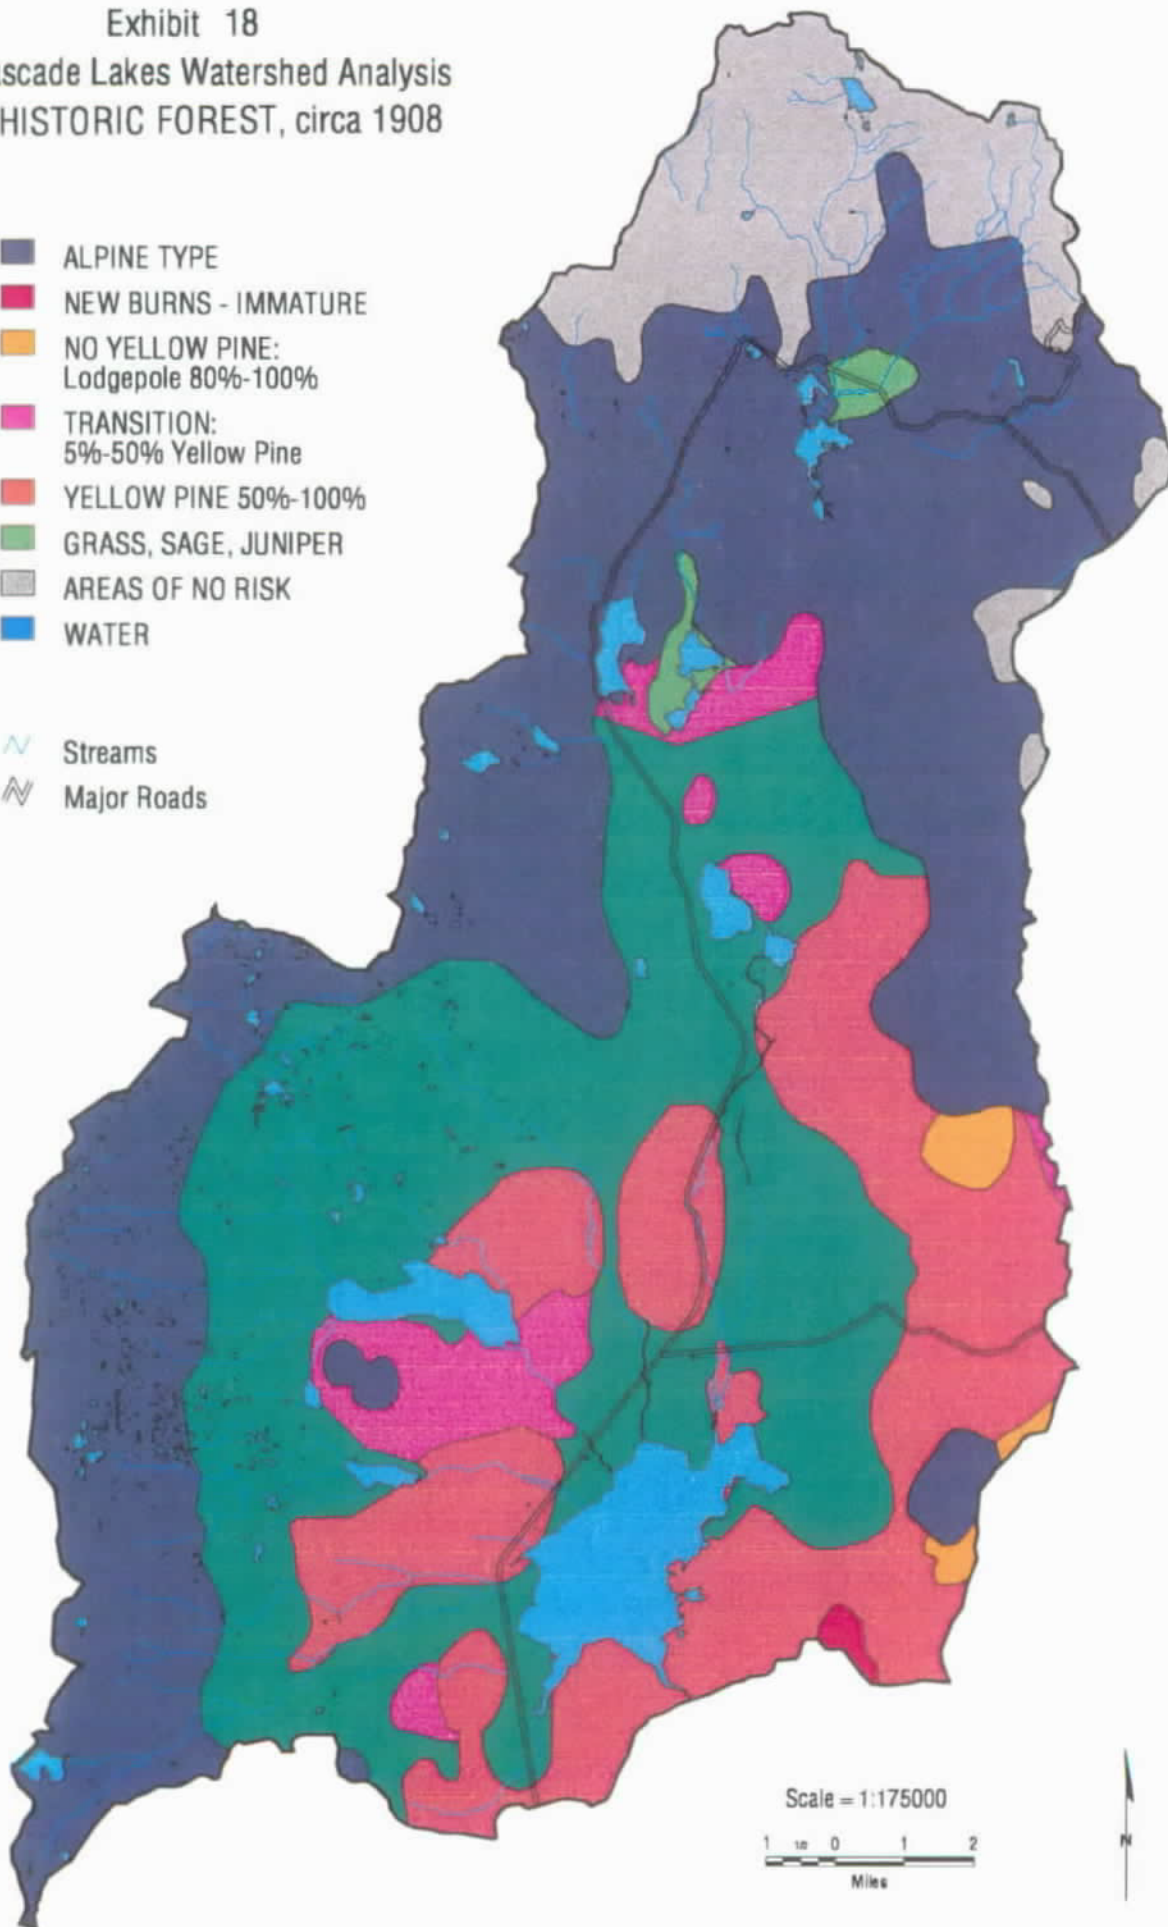 Exhibit 18
scade Lakes Watershed Analysis
HISTORIC FOREST, circa 1908
ALPINE TYPE
NEW BURNS - IMMATURE
NO YELLOW PINE:
Lodgepole 80%-100%
TRANSITION:
5%-50% Yellow Pine
YELLOW PINE 50%-100%
GRASS, SAGE, JUNIPER
AREAS OF NO RISK
WATER
Streams
Major Roads
Scale = 1:175000
1 1/2 0 1 2
Miles
N